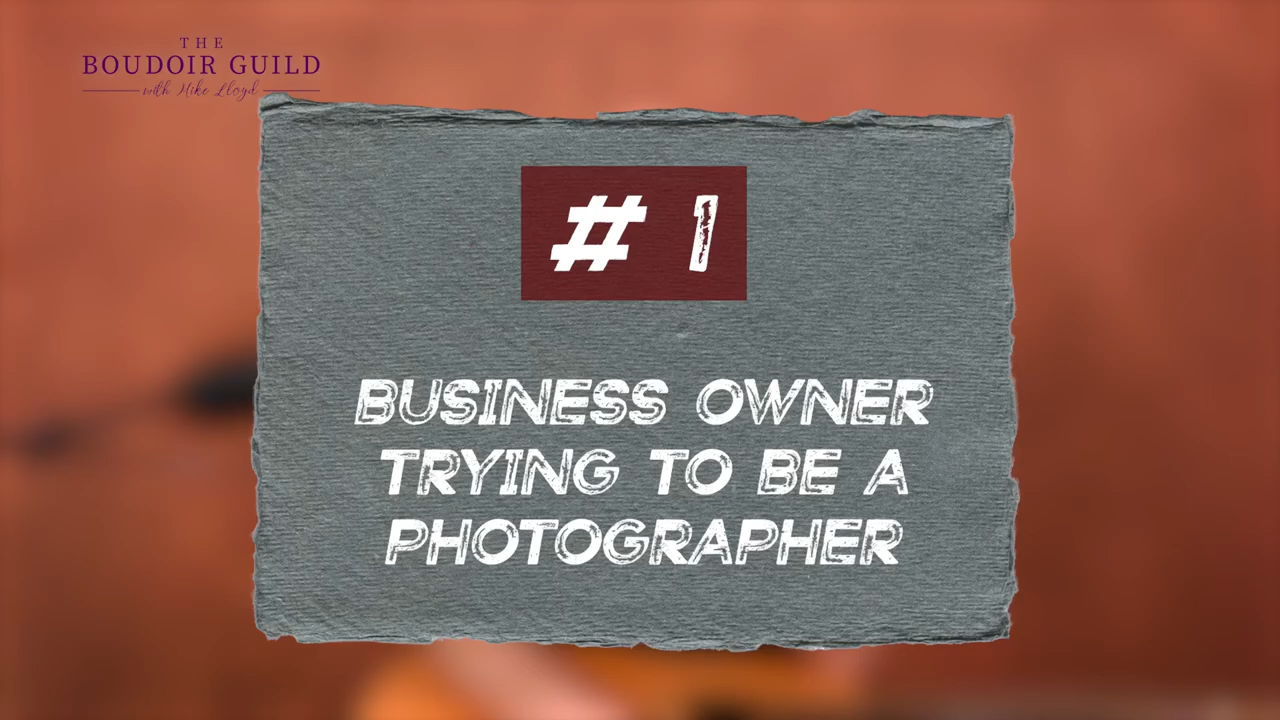 THE
BOUDOIR GUILD
with Mike Lloyd
# 1
BUSINESS OWNER
TRYING TO BE A
PHOTOGRAPHER